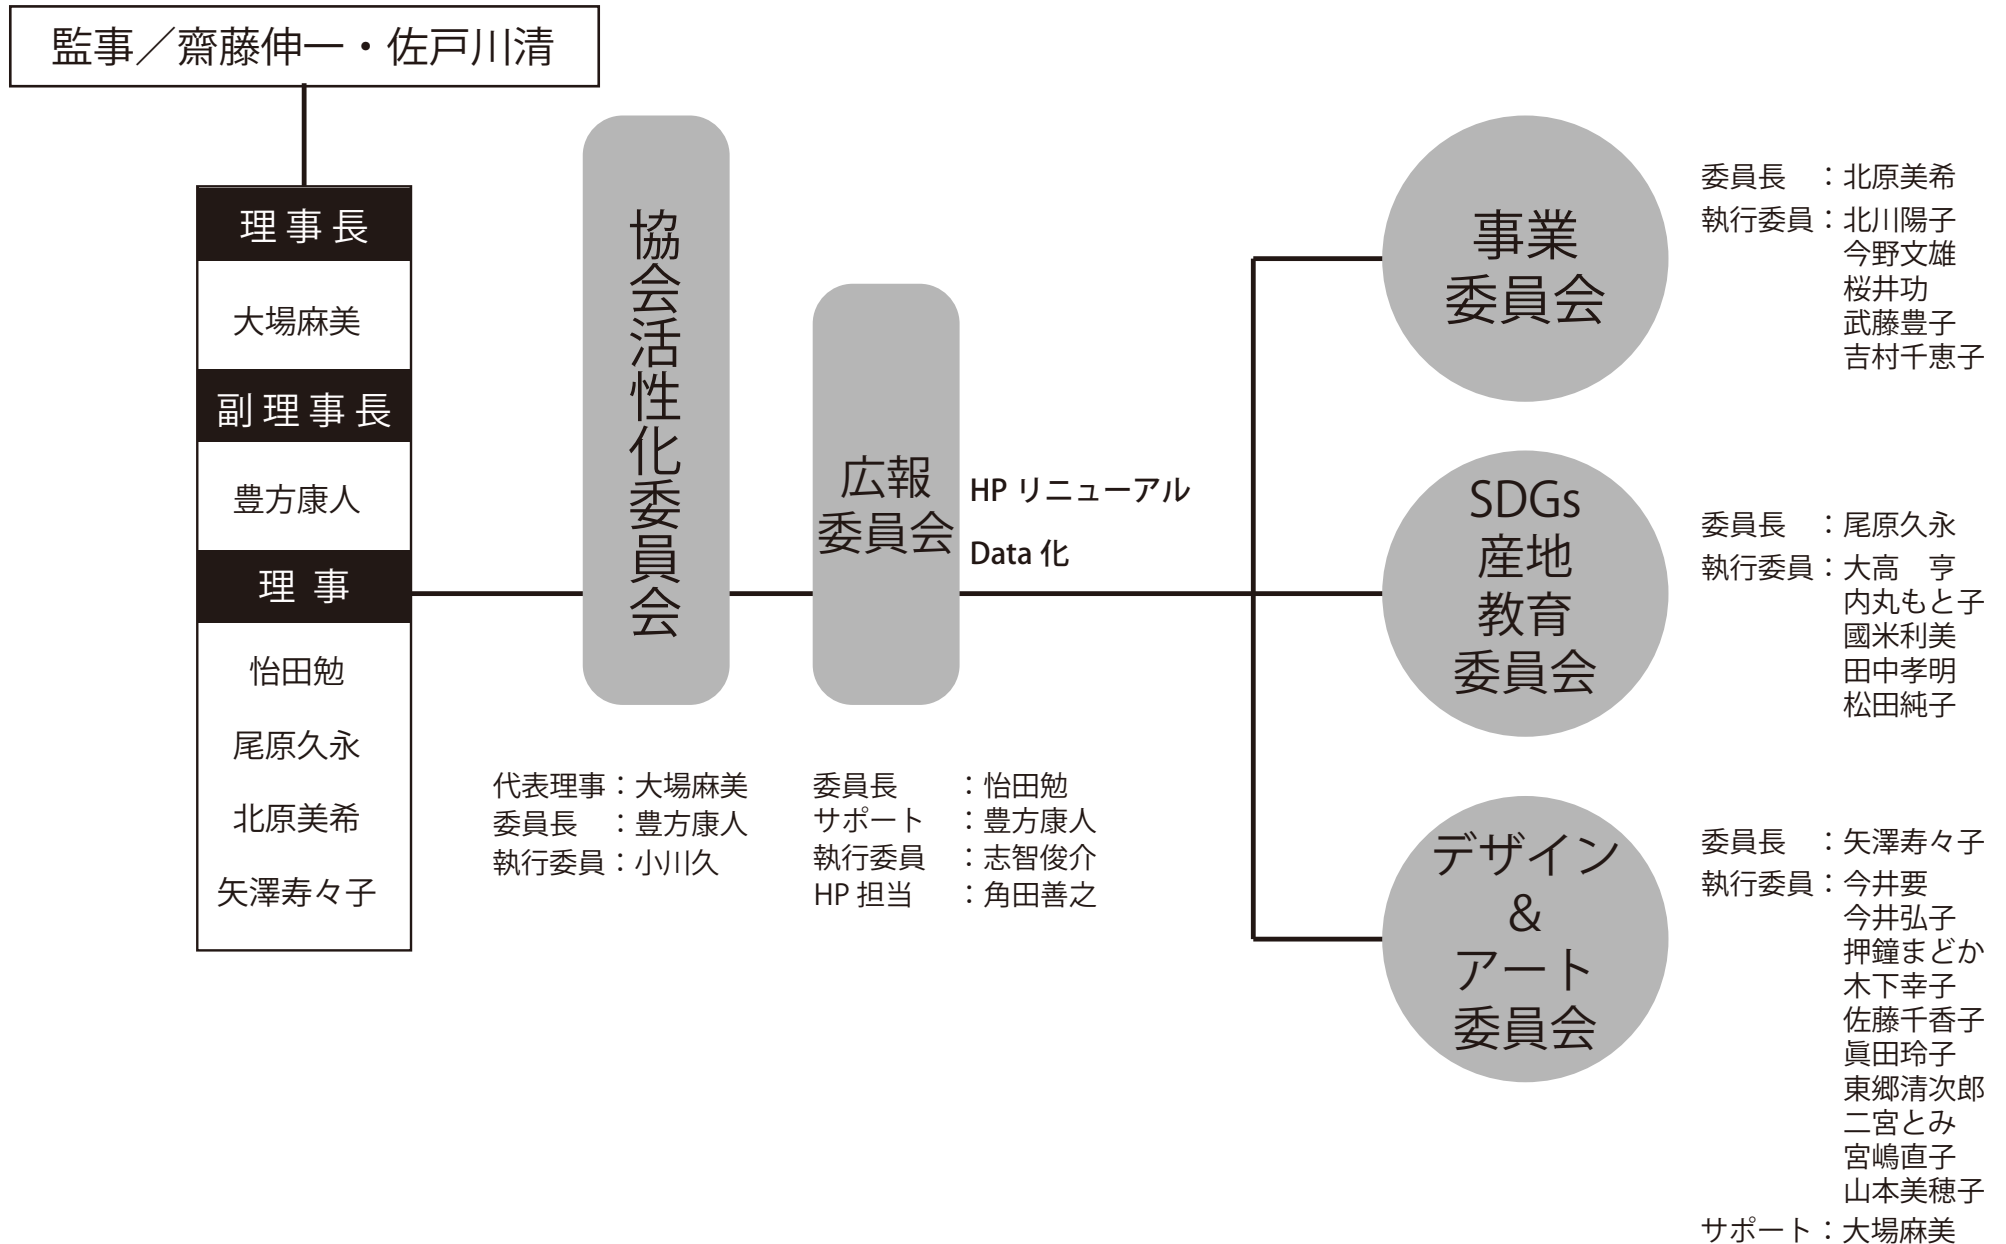 監事／齋藤伸一・佐戸川清
理事長
大場麻美
副理事長
豊方康人
理事
怡田勉
尾原久永
北原美希
矢澤寿々子
協会活性化委員会
代表理事：大場麻美
委員長　：豊方康人
執行委員：小川久
広報
委員会
HP リニューアル
Data 化
委員長　　：怡田勉
サポート　：豊方康人
執行委員　：志智俊介
HP 担当　：角田善之
事業
委員会
委員長　：北原美希
執行委員：北川陽子
今野文雄
桜井功
武藤豊子
吉村千恵子
SDGs
産地
教育
委員会
委員長　：尾原久永
執行委員：大高　亨
内丸もと子
國米利美
田中孝明
松田純子
デザイン
&
アート
委員会
委員長　：矢澤寿々子
執行委員：今井要
今井弘子
押鐘まどか
木下幸子
佐藤千香子
眞田玲子
東郷清次郎
二宮とみ
宮嶋直子
山本美穂子
サポート：大場麻美